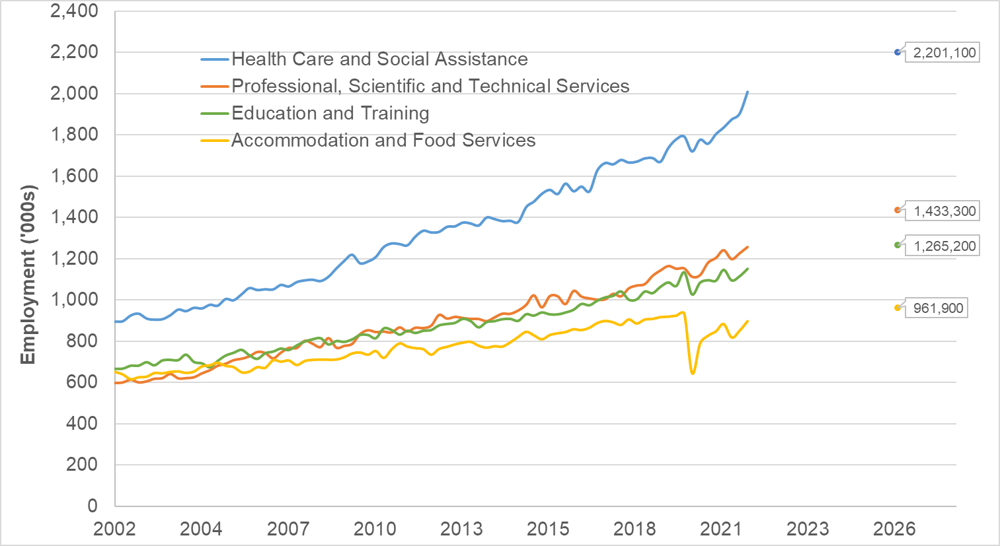 2,400
2,200
2,000
1,800
1,600
1,400
1,200
1,000
800
600
400
200
0
Employment ('000s)
Health Care and Social Assistance
Professional, Scientific and Technical Services
Education and Training
Accommodation and Food Services
2,201,100
1,433,300
1,265,200
961,900
2002 2004 2007 2010 2013 2015 2018 2021 2023 2026